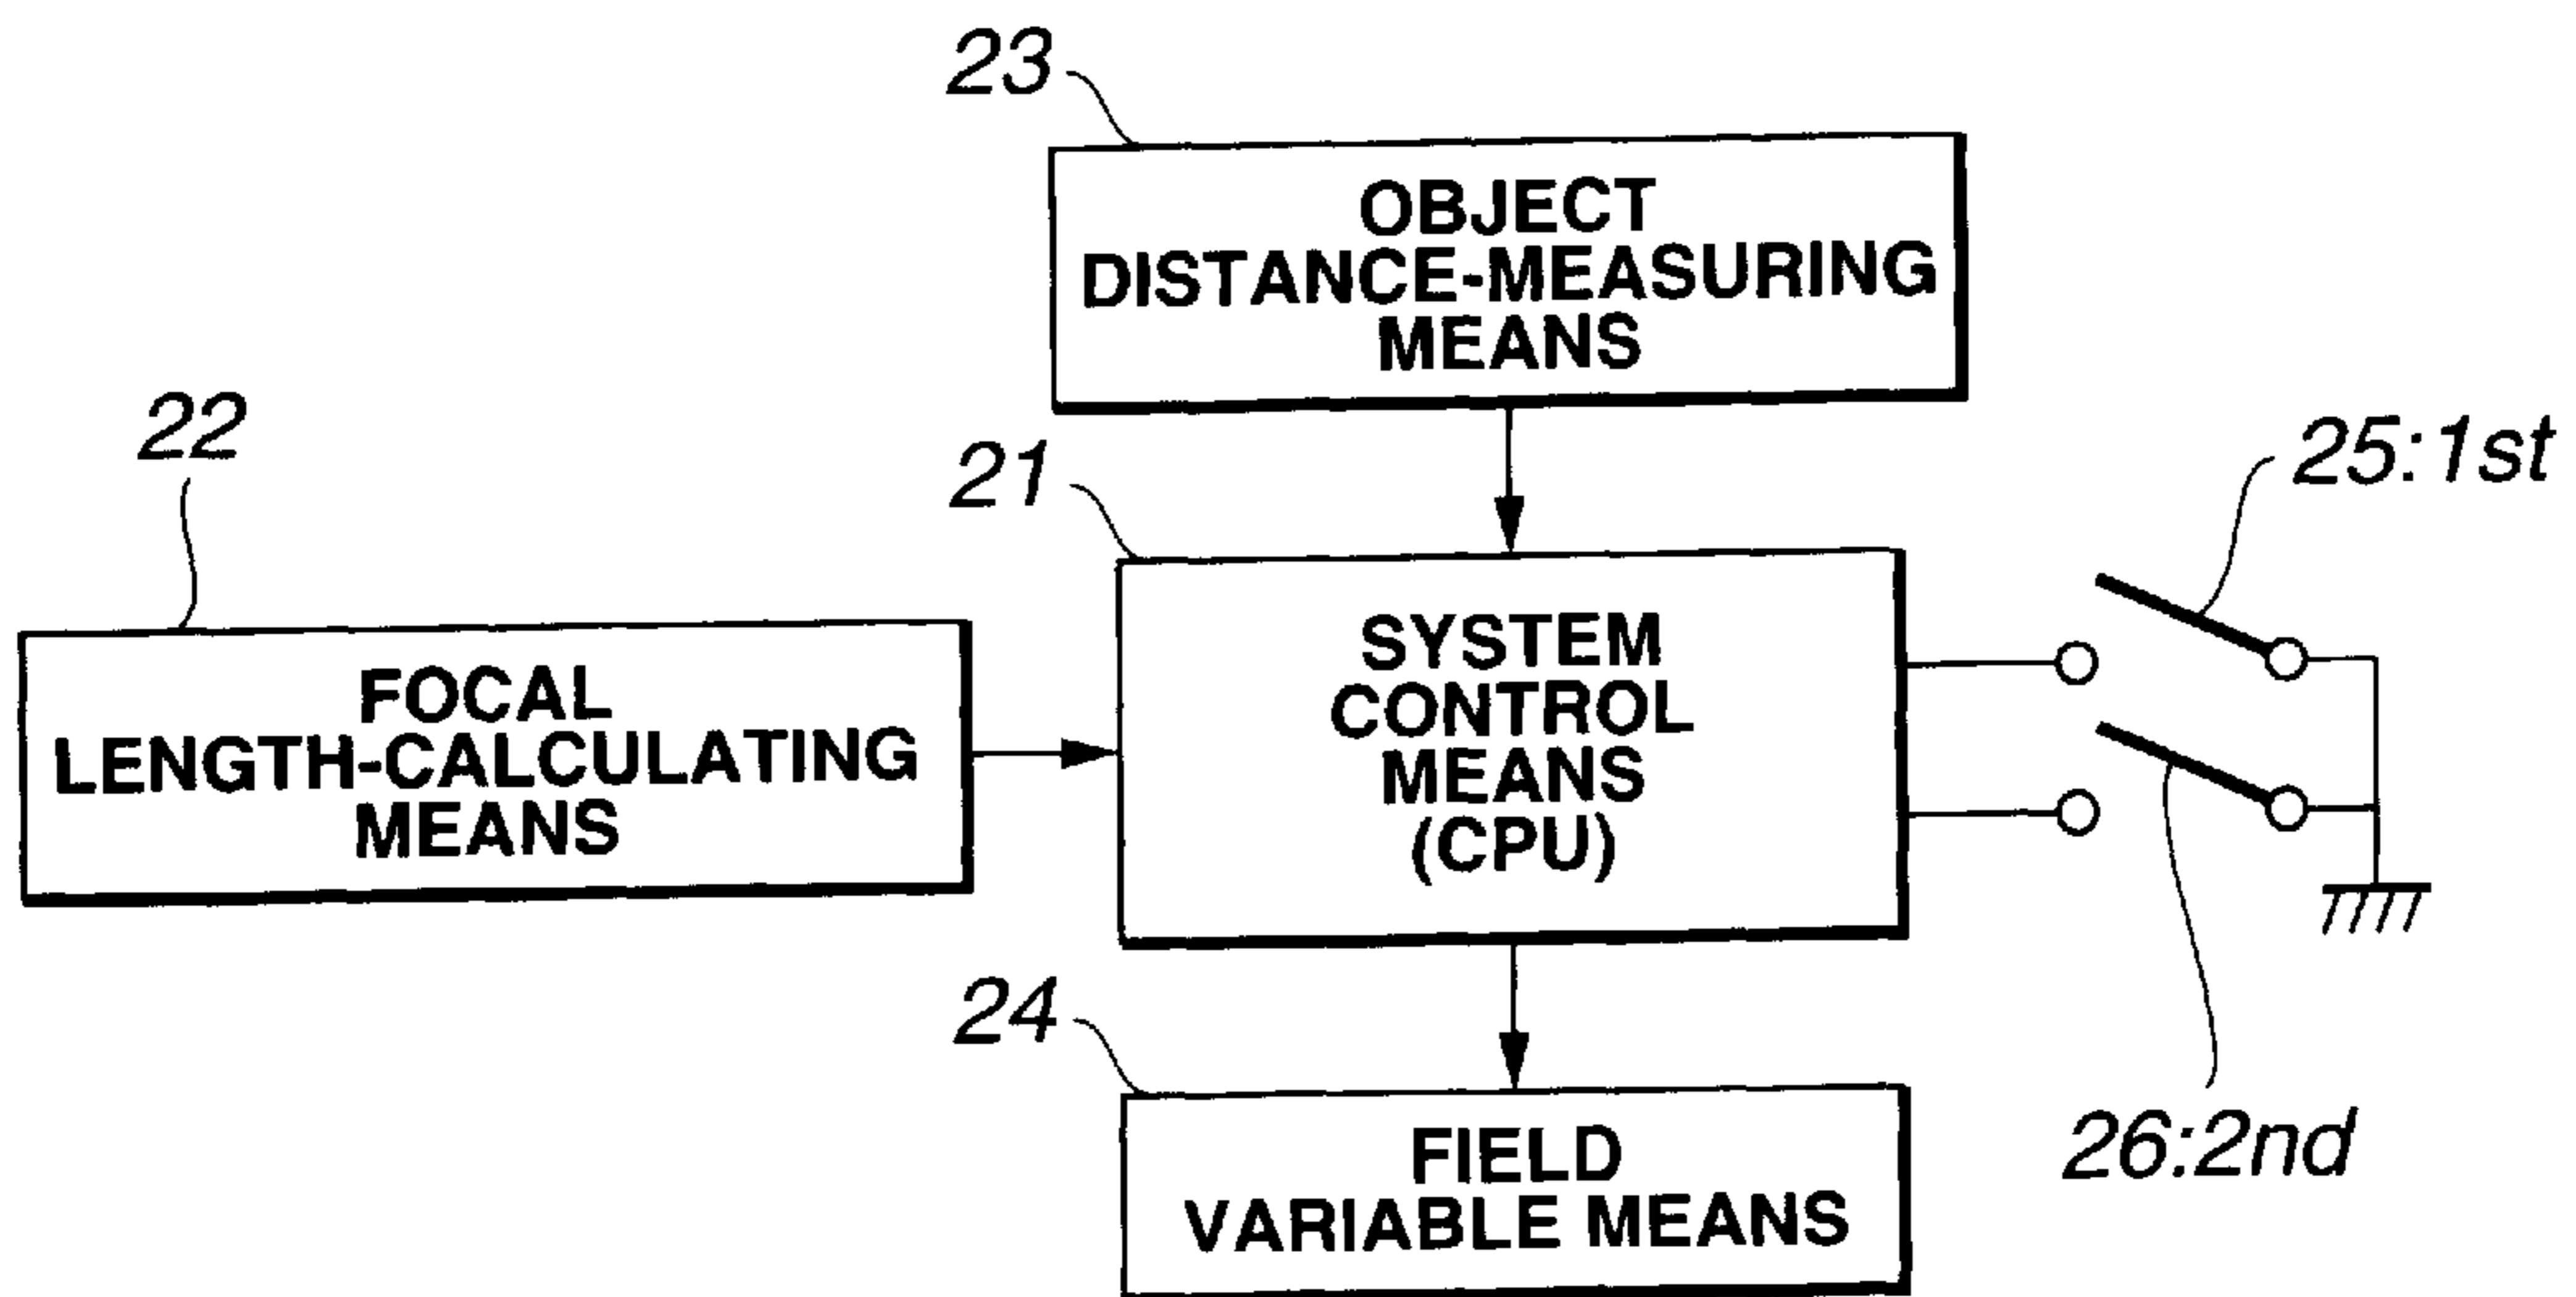 23
OBJECT
DISTANCE-MEASURING
MEANS
22
FOCAL
LENGTH-CALCULATING
MEANS
21
SYSTEM
CONTROL
MEANS
(CPU)
25:1st
26:2nd
24
FIELD
VARIABLE MEANS